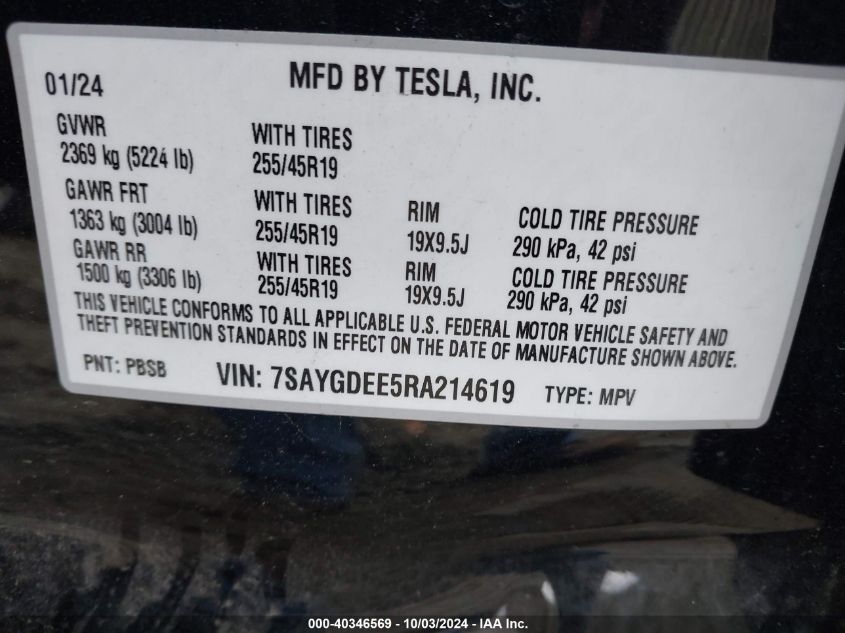 01/24 MFD BY TESLA, INC.
GVWR WITH TIRES
2369 kg (5224 lb) 255/45R19
GAWR FRT WITH TIRES RIM COLD TIRE PRESSURE
1363 kg (3004 lb) 255/45R19 19X9.5J 290 kPa, 42 psi
GAWR RR WITH TIRES RIM COLD TIRE PRESSURE
1500 kg (3306 lb) 255/45R19 19X9.5J 290 kPa, 42 psi
THIS VEHICLE CONFORMS TO ALL APPLICABLE U.S. FEDERAL MOTOR VEHICLE SAFETY AND
THEFT PREVENTION STANDARDS IN EFFECT ON THE DATE OF MANUFACTURE SHOWN ABOVE.
PNT: PBSB VIN: 7SAYGDEE5RA214619 TYPE: MPV
000-40346569 - 10/03/2024 - IAA Inc.